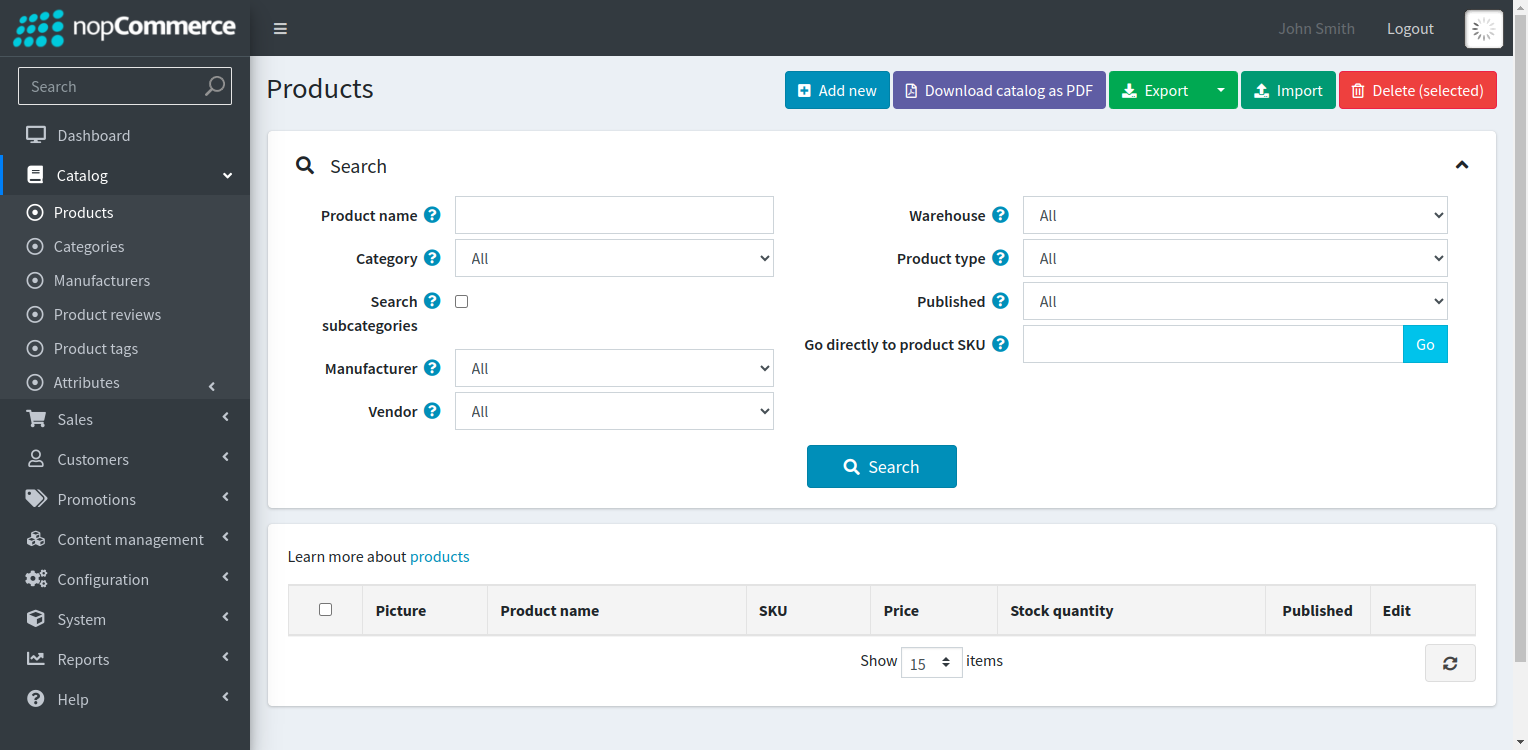 nopCommerce
John Smith
Logout
Search
Dashboard
Catalog
Products
Categories
Manufacturers
Product reviews
Product tags
Attributes
Sales
Customers
Promotions
Content management
Configuration
System
Reports
Help
Products
Add new
Download catalog as PDF
Export
Import
Delete (selected)
Search
Product name
Category
All
Search
subcategories
Manufacturer
All
Vendor
All
Warehouse
All
Product type
All
Published
All
Go directly to product SKU
Go
Search
Learn more about products
Picture Product name SKU Price Stock quantity Published Edit
Show 15 items